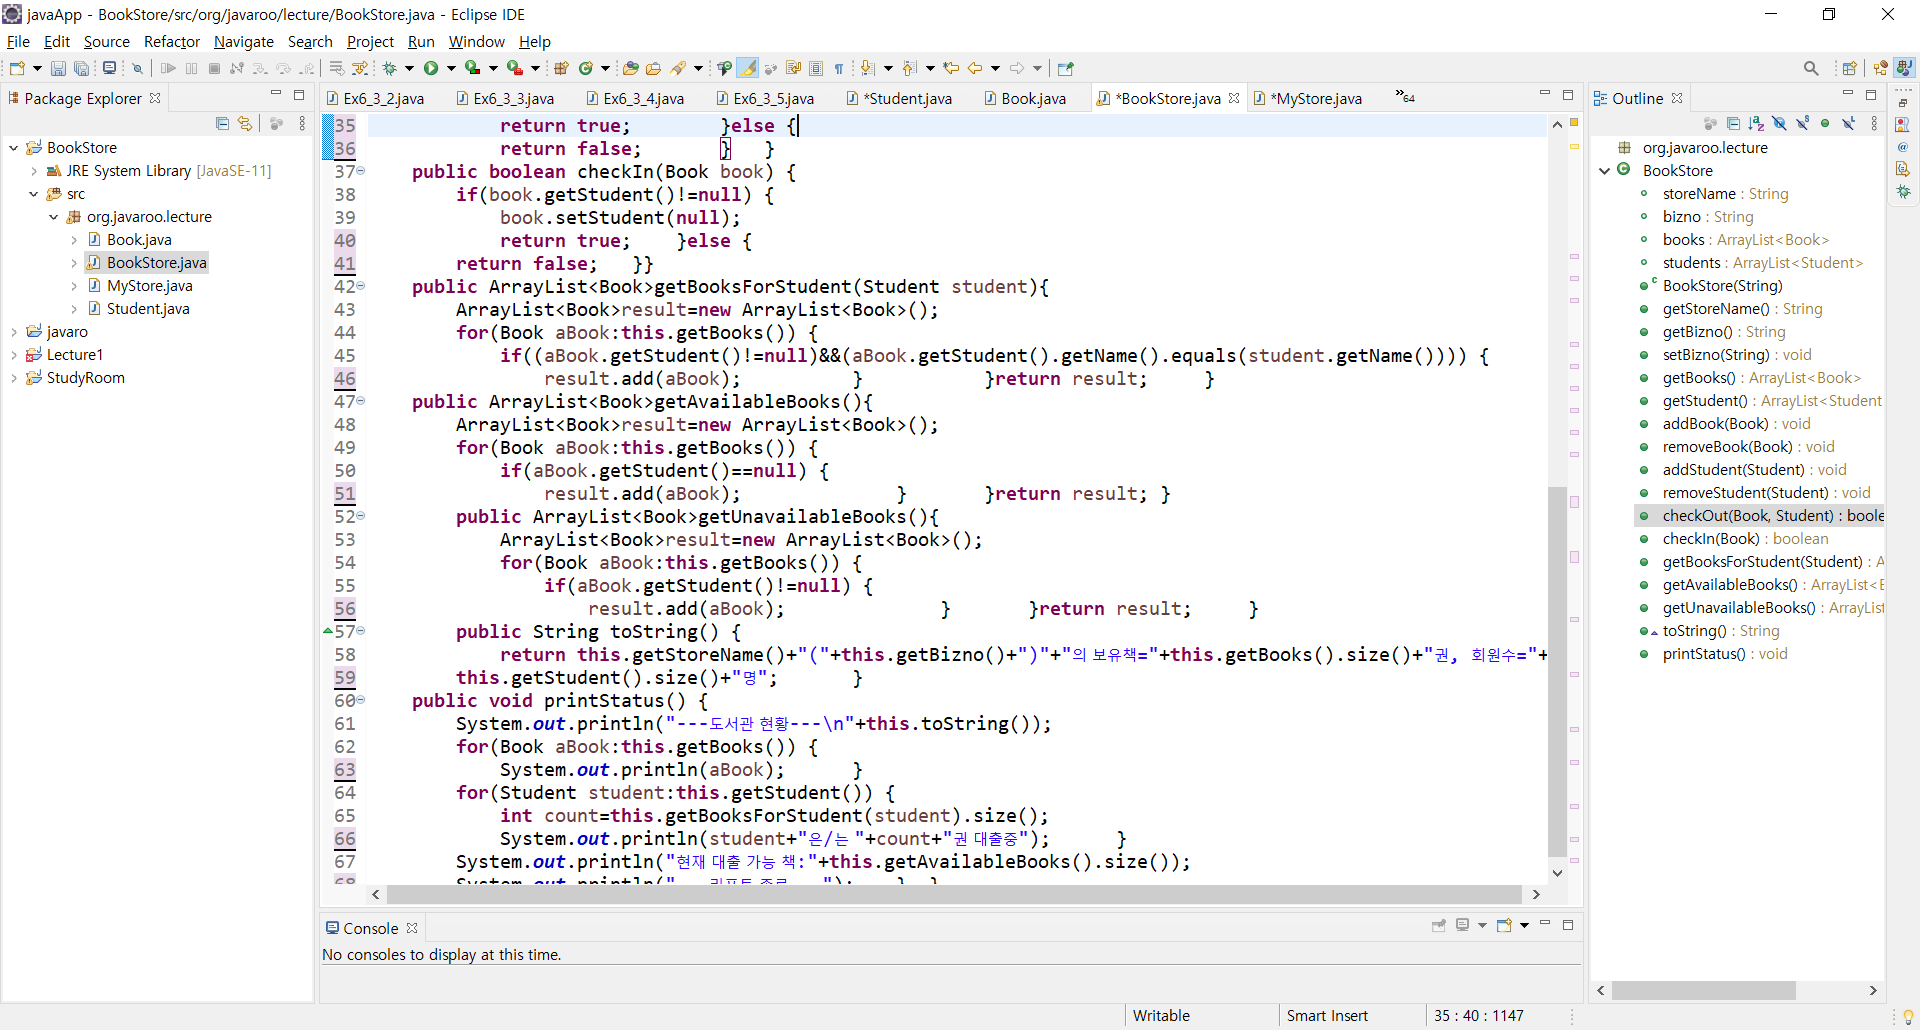 javaApp - BookStore/src/org/javaroo/lecture/BookStore.java - Eclipse IDE
File Edit Source Refactor Navigate Search Project Run Window Help
Package Explorer
BookStore
JRE System Library [JavaSE-11]
src
org.javaroo.lecture
Book.java
BookStore.java
MyStore.java
Student.java
javaro
Lecture1
StudyRoom
Ex6_3_2.java Ex6_3_3.java Ex6_3_4.java Ex6_3_5.java *Student.java Book.java *BookStore.java *MyStore.java »64
35 return true; }else {
36 return false; } }
37 public boolean checkIn(Book book) {
38 if(book.getStudent()!=null) {
39 book.setStudent(null);
40 return true; }else {
41 return false; }}
42 public ArrayList<Book>getBooksForStudent(Student student){
43 ArrayList<Book>result=new ArrayList<Book>();
44 for(Book aBook:this.getBooks()) {
45 if((aBook.getStudent()!=null)&&(aBook.getStudent().getName().equals(student.getName()))) {
46 result.add(aBook); } }return result; }
47 public ArrayList<Book>getAvailableBooks(){
48 ArrayList<Book>result=new ArrayList<Book>();
49 for(Book aBook:this.getBooks()) {
50 if(aBook.getStudent()==null) {
51 result.add(aBook); } }return result; }
52 public ArrayList<Book>getUnavailableBooks(){
53 ArrayList<Book>result=new ArrayList<Book>();
54 for(Book aBook:this.getBooks()) {
55 if(aBook.getStudent()!=null) {
56 result.add(aBook); } }return result; }
57 public String toString() {
58 return this.getStoreName()+"("+this.getBizno()+")"+"의 보유책="+this.getBooks().size()+"권, 회원수="+
59 this.getStudent().size()+"명"; }
60 public void printStatus() {
61 System.out.println("---도서관 현황---\n"+this.toString());
62 for(Book aBook:this.getBooks()) {
63 System.out.println(aBook); }
64 for(Student student:this.getStudent()) {
65 int count=this.getBooksForStudent(student).size();
66 System.out.println(student+"은/는 "+count+"권 대출중"); }
67 System.out.println("현재 대출 가능 책:"+this.getAvailableBooks().size());
68 System.out.println("
Console
No consoles to display at this time.
Outline
org.javaroo.lecture
BookStore
storeName : String
bizno : String
books : ArrayList<Book>
students : ArrayList<Student>
BookStore(String)
getStoreName() : String
getBizno() : String
setBizno(String) : void
getBooks() : ArrayList<Book>
getStudent() : ArrayList<Student
addBook(Book) : void
removeBook(Book) : void
addStudent(Student) : void
removeStudent(Student) : void
checkOut(Book, Student) : boole
checkIn(Book) : boolean
getBooksForStudent(Student) : A
getAvailableBooks() : ArrayList<E
getUnavailableBooks() : ArrayList
toString() : String
printStatus() : void
Writable Smart Insert 35 : 40 : 1147